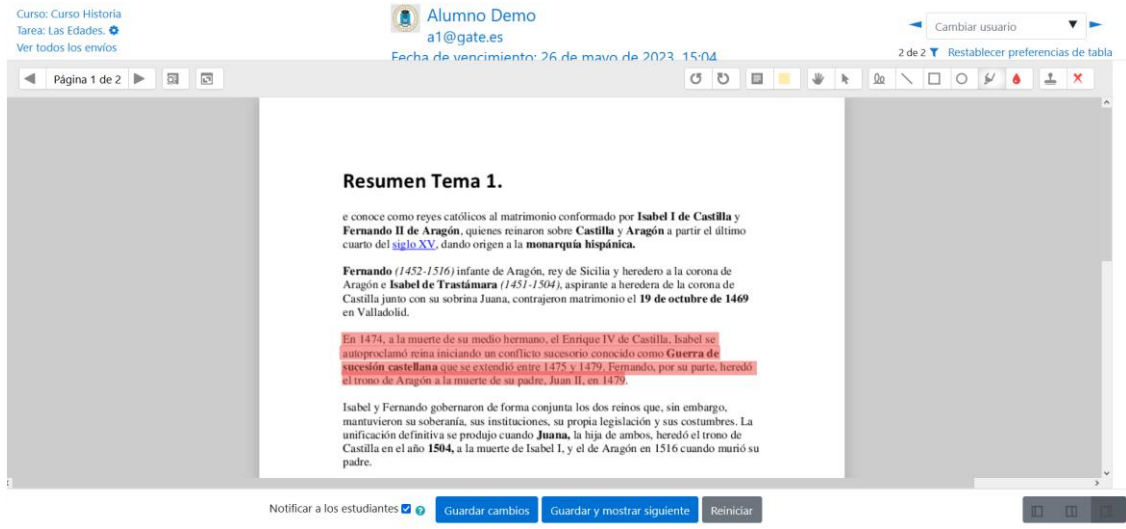 Curso: Curso Historia
Tarea: Las Edades.
Ver todos los envíos
Alumno Demo
a1@gate.es
Fecha de vencimiento: 26 de mayo de 2023, 15:04
Cambiar usuario
2 de 2 Restablecer preferencias de tabla
Página 1 de 2
Resumen Tema 1.
e conoce como reyes católicos al matrimonio conformado por Isabel I de Castilla y
Fernando II de Aragón, quienes reinaron sobre Castilla y Aragón a partir el último
cuarto del siglo XV, dando origen a la monarquía hispánica.
Fernando (1452-1516) infante de Aragón, rey de Sicilia y heredero a la corona de
Aragón e Isabel de Trastámara (1451-1504), aspirante a heredera de la corona de
Castilla junto con su sobrina Juana, contrajeron matrimonio el 19 de octubre de 1469
en Valladolid.
En 1474, a la muerte de su medio hermano, el Enrique IV de Castilla, Isabel se
autoproclamó reina iniciando un conflicto sucesorio conocido como Guerra de
sucesión castellana que se extendió entre 1475 y 1479. Fernando, por su parte, heredó
el trono de Aragón a la muerte de su padre, Juan II, en 1479.
Isabel y Fernando gobernaron de forma conjunta los dos reinos que, sin embargo,
mantuvieron su soberanía, sus instituciones, su propia legislación y sus costumbres. La
unificación definitiva se produjo cuando Juana, la hija de ambos, heredó el trono de
Castilla en el año 1504, a la muerte de Isabel I, y el de Aragón en 1516 cuando murió su
padre.
Notificar a los estudiantes
Guardar cambios
Guardar y mostrar siguiente
Reiniciar